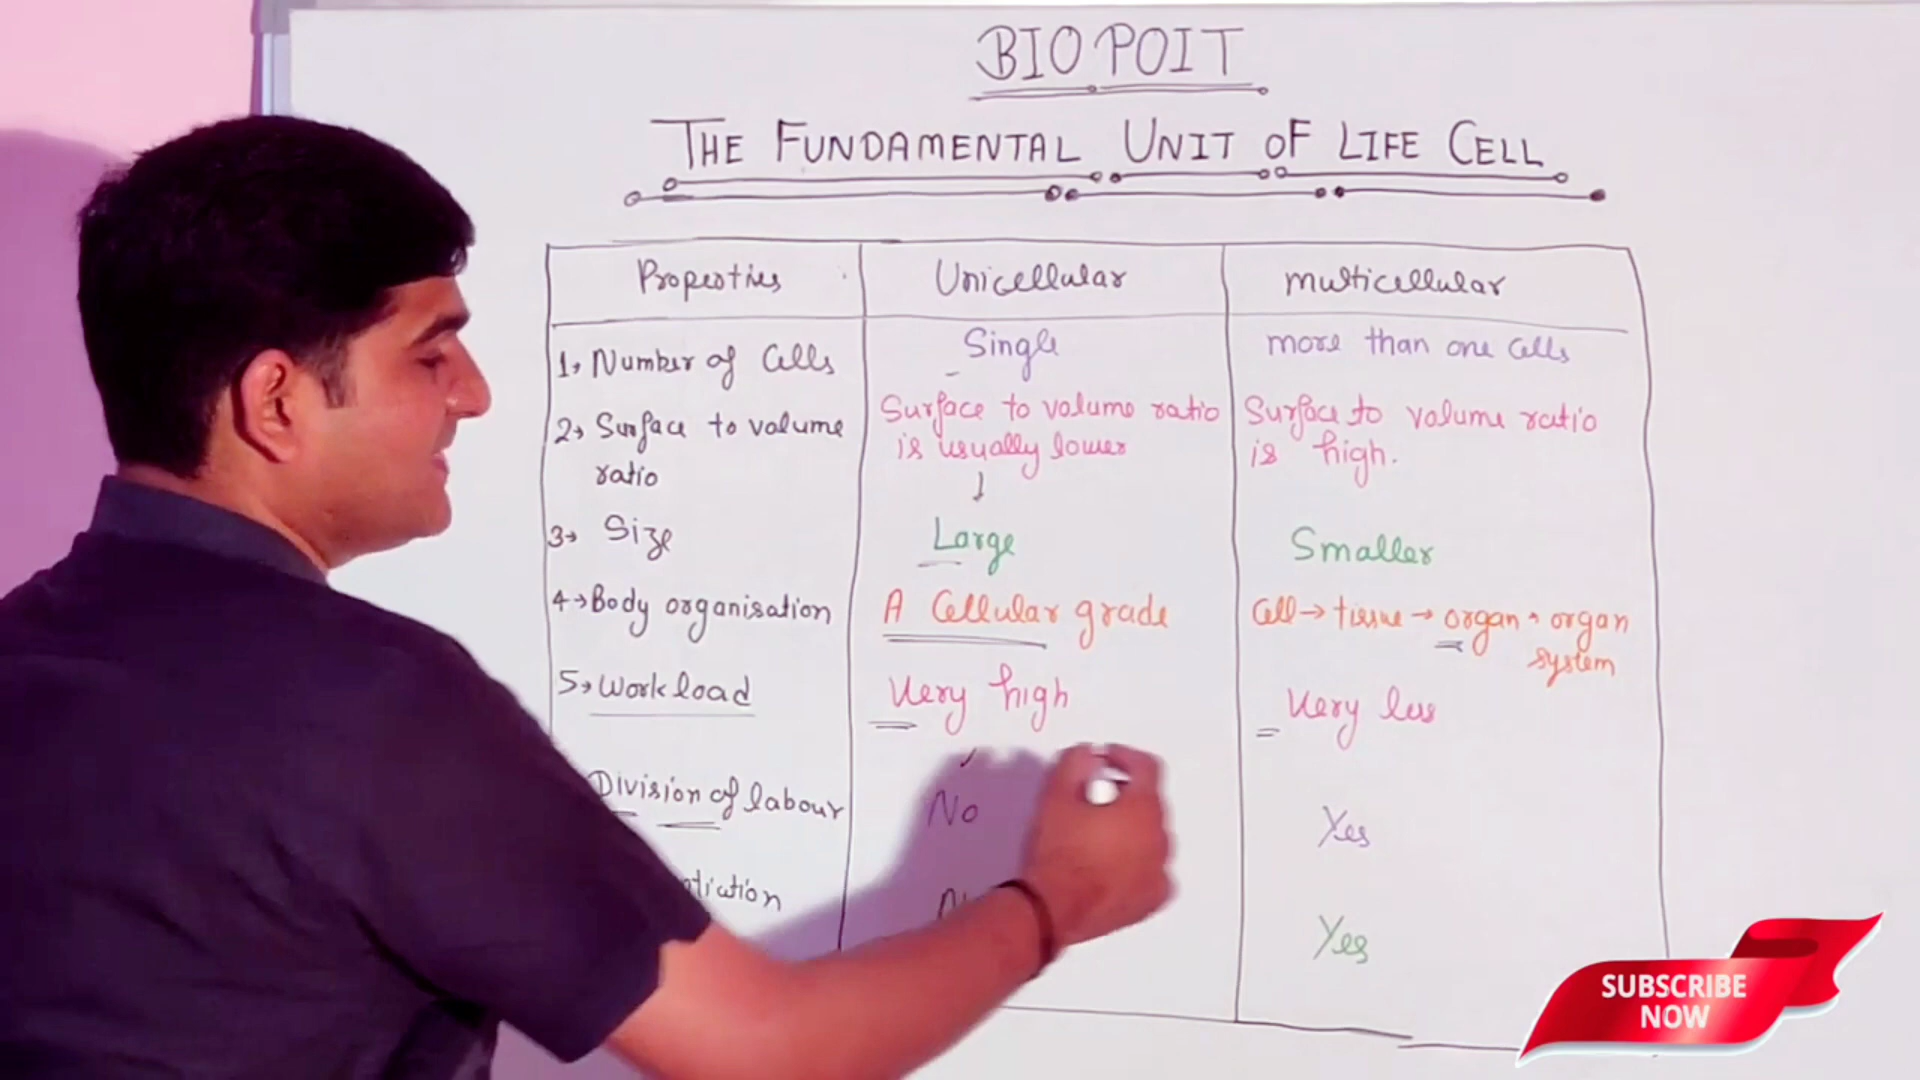 BIO POIT
THE FUNDAMENTAL UNIT OF LIFE CELL
Properties
Unicellular
multicellular
1, Number of Cells
Single
more than one Cells
2, Surface to volume
ratio
Surface to volume ratio
is usually lower
Surface to volume ratio
is high.
3→ Size
Large
Smaller
4→ Body organisation
A Cellular grade
Cell → tissue → organ → organ
system
5, Work load
Very high
Very less
Division of labour
No
Yes
Yes
SUBSCRIBE
NOW